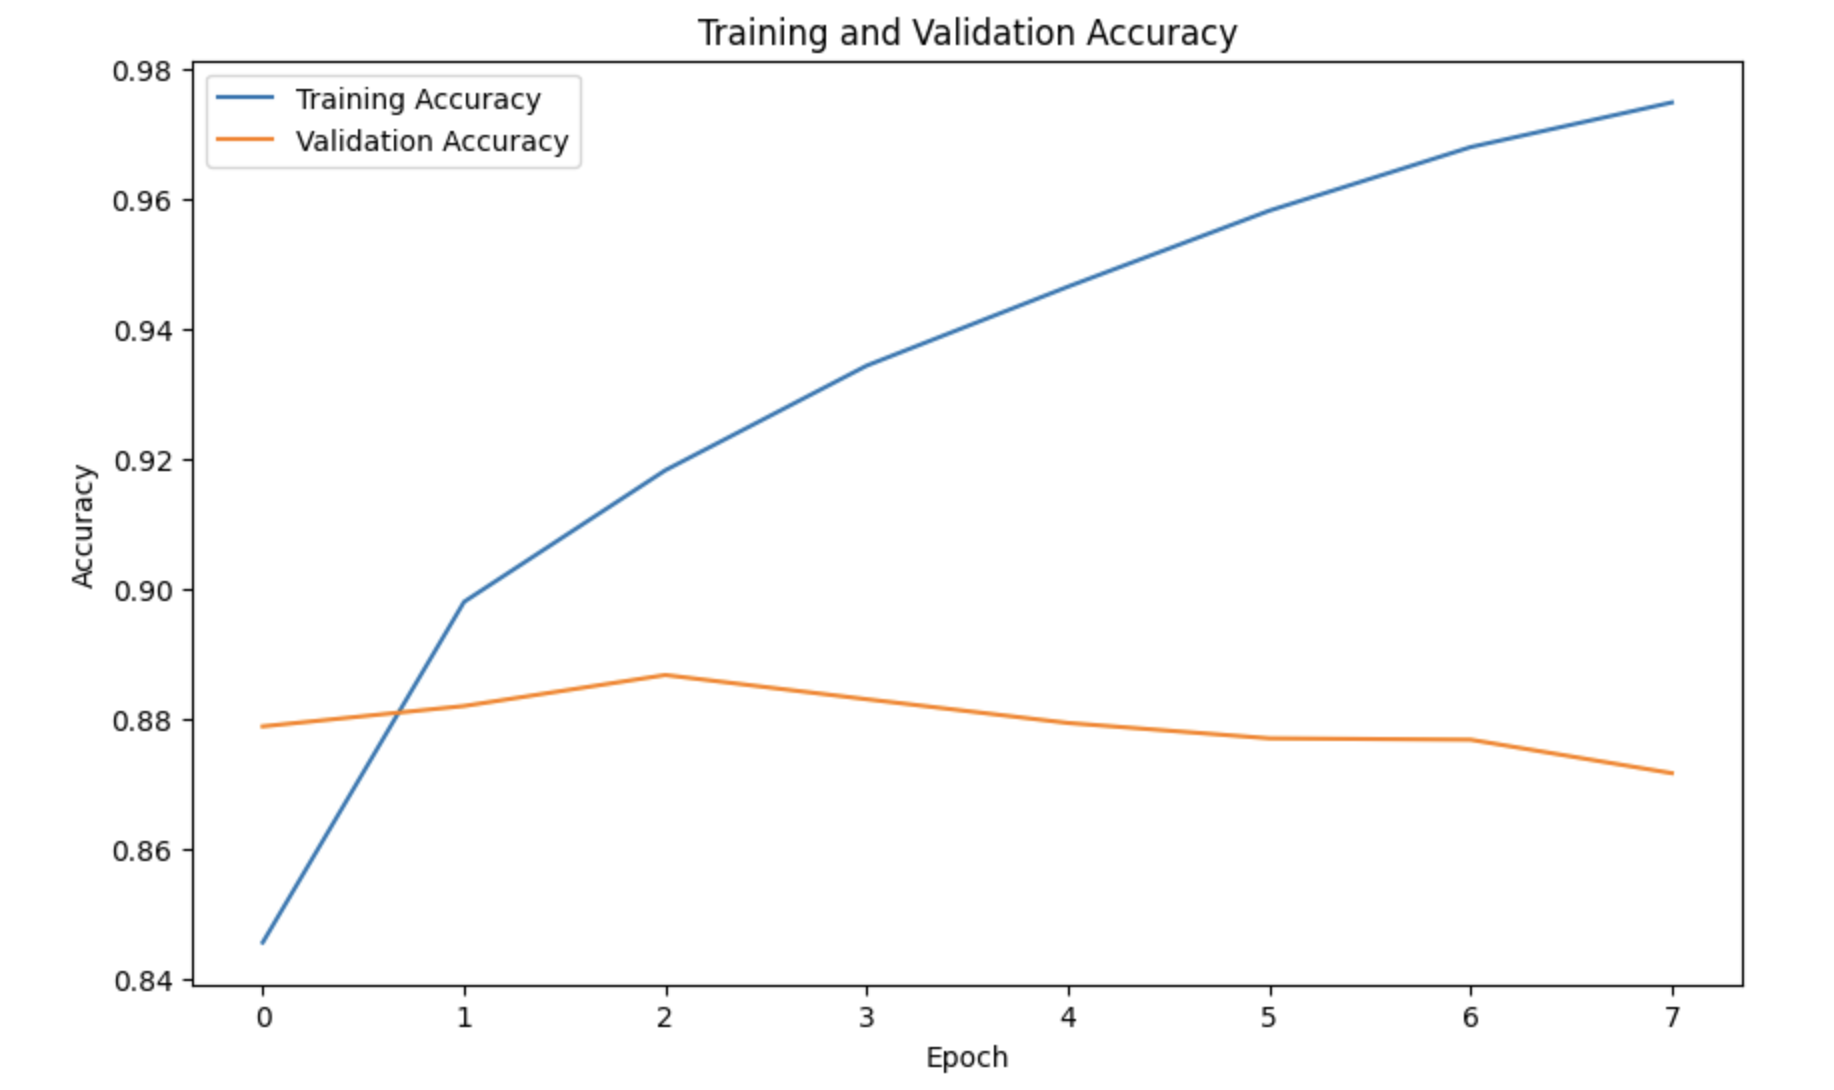 Training and Validation Accuracy
Training Accuracy
Validation Accuracy
0.98
0.96
0.94
0.92
0.90
0.88
0.86
0.84
Accuracy
0 1 2 3 4 5 6 7
Epoch